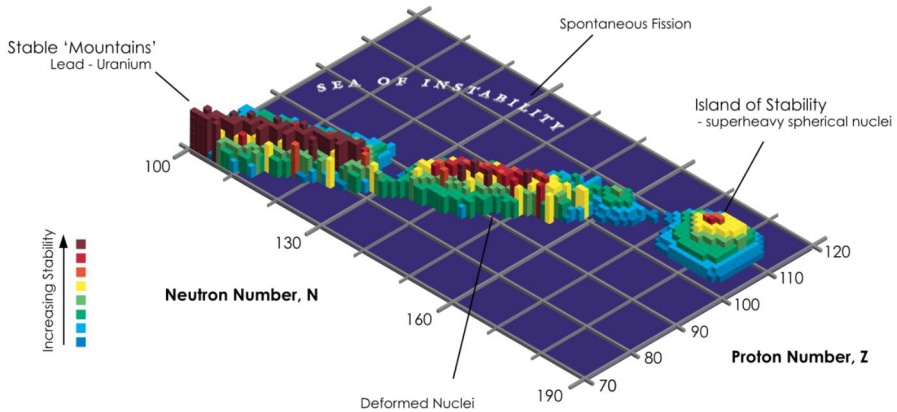 Spontaneous Fission
Stable ‘Mountains’
Lead - Uranium
SEA OF INSTABILITY
Island of Stability
- superheavy spherical nuclei
100
130
160
190
Neutron Number, N
120
110
100
90
80
70
Proton Number, Z
Increasing Stability
Deformed Nuclei